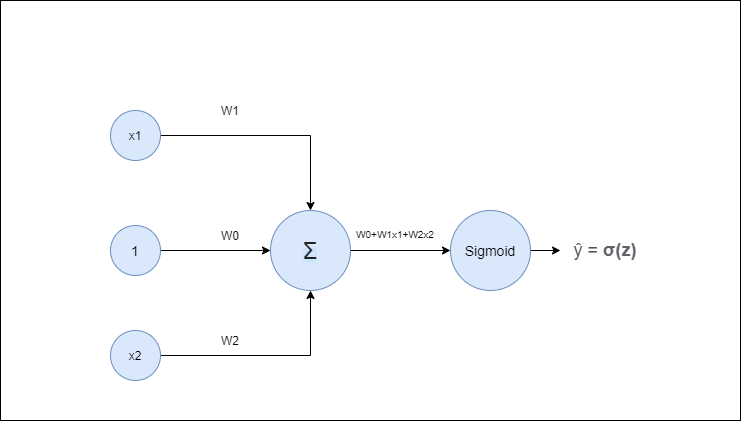 W1
x1
1
W0
Σ
W0+W1x1+W2x2
Sigmoid
ŷ = σ(z)
W2
x2